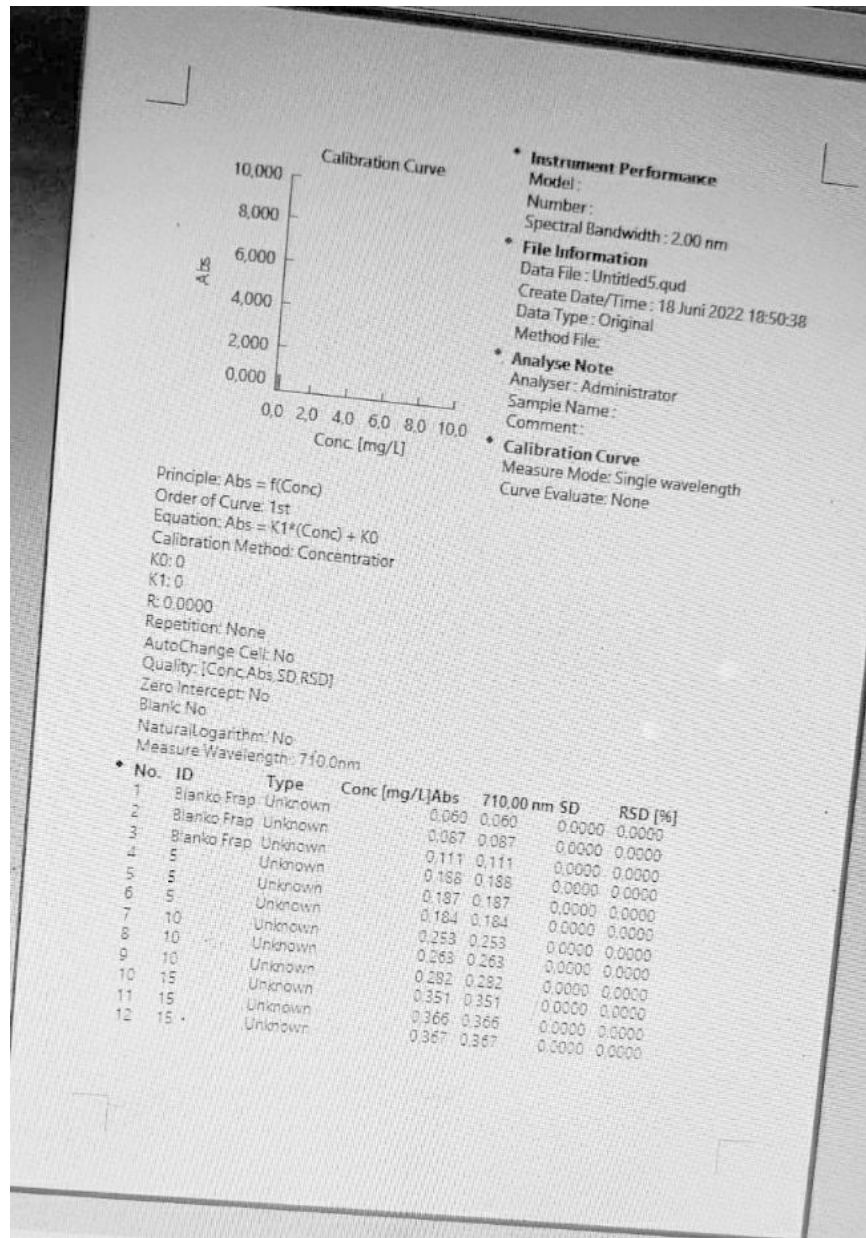 Calibration Curve
10,000
8,000
6,000
4,000
2,000
0,000
Abs
0,0 2,0 4,0 6,0 8,0 10,0
Conc. [mg/L]
* Instrument Performance
Model :
Number :
Spectral Bandwidth : 2.00 nm
* File Information
Data File : Untitled5.qud
Create Date/Time : 18 Juni 2022 18:50:38
Data Type : Original
Method File:
* Analyse Note
Analyser : Administrator
Sample Name :
Comment :
* Calibration Curve
Measure Mode: Single wavelength
Curve Evaluate: None
Principle: Abs = f(Conc)
Order of Curve: 1st
Equation: Abs = K1*(Conc) + K0
Calibration Method: Concentratior
K0: 0
K1: 0
R: 0.0000
Repetition: None
AutoChange Cell: No
Quality: [Conc,Abs,SD,RSD]
Zero Intercept: No
Blank: No
NaturalLogarithm: No
Measure Wavelength: 710.0nm
* No. ID Type Conc [mg/L]Abs 710,00 nm SD RSD [%]
1 Blanko Frap Unknown 0,060 0,060 0.0000 0.0000
2 Blanko Frap Unknown 0,087 0,087 0.0000 0.0000
3 Blanko Frap Unknown 0,111 0,111 0.0000 0.0000
4 5 Unknown 0,188 0,188 0.0000 0.0000
5 5 Unknown 0,187 0,187 0.0000 0.0000
6 5 Unknown 0,184 0,184 0.0000 0.0000
7 10 Unknown 0,253 0,253 0.0000 0.0000
8 10 Unknown 0,263 0,263 0.0000 0.0000
9 10 Unknown 0,282 0,282 0.0000 0.0000
10 15 Unknown 0,351 0,351 0.0000 0.0000
11 15 Unknown 0,366 0,366 0.0000 0.0000
12 15 Unknown 0,367 0,367 0.0000 0.0000